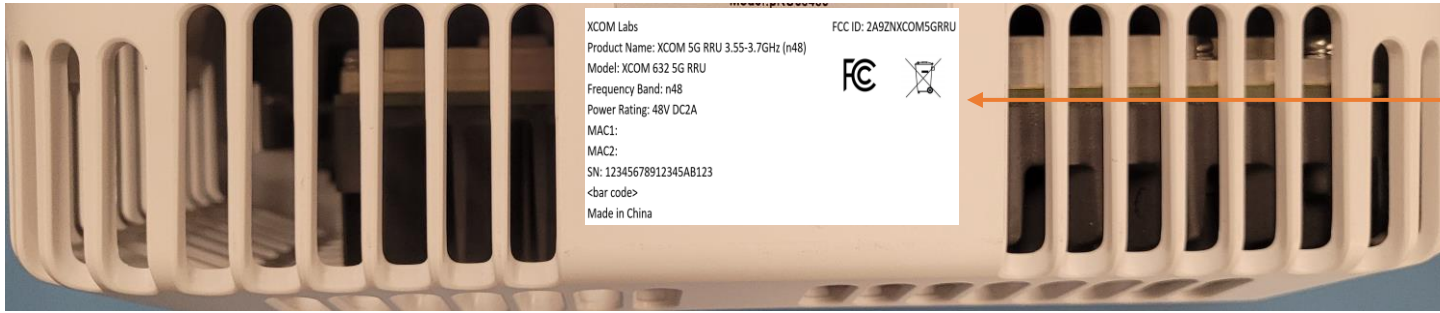 XCOM Labs
FCC ID: 2A9ZNXCOM5GRRU
Product Name: XCOM 5G RRU 3.55-3.7GHz (n48)
Model: XCOM 632 5G RRU
Frequency Band: n48
Power Rating: 48V DC2A
MAC1:
MAC2:
SN: 12345678912345AB123
<bar code>
Made in China
FC